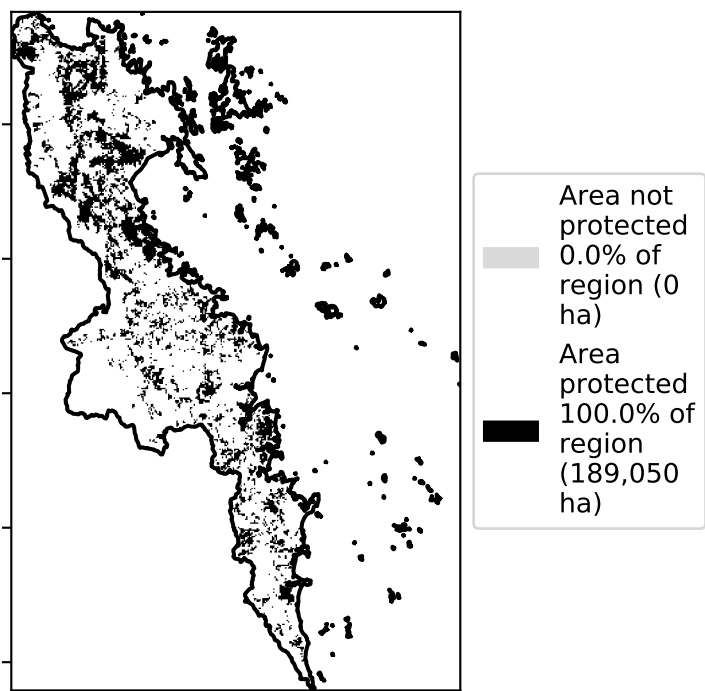 Area not
protected
0.0% of
region (0
ha)
Area
protected
100.0% of
region
(189,050
ha)